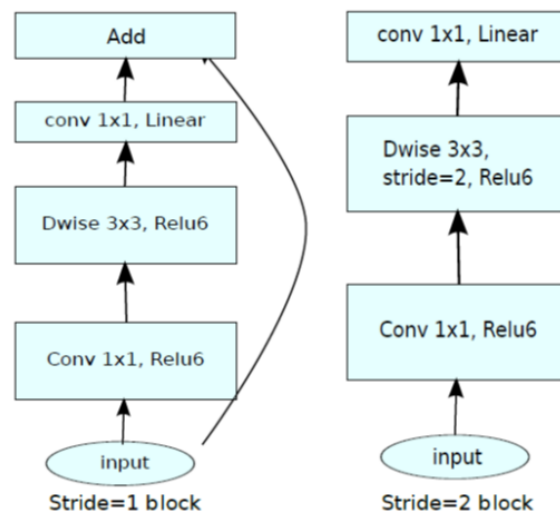 Add
conv 1x1, Linear
Dwise 3x3, Relu6
Conv 1x1, Relu6
input
Stride=1 block
conv 1x1, Linear
Dwise 3x3,
stride=2, Relu6
Conv 1x1, Relu6
input
Stride=2 block